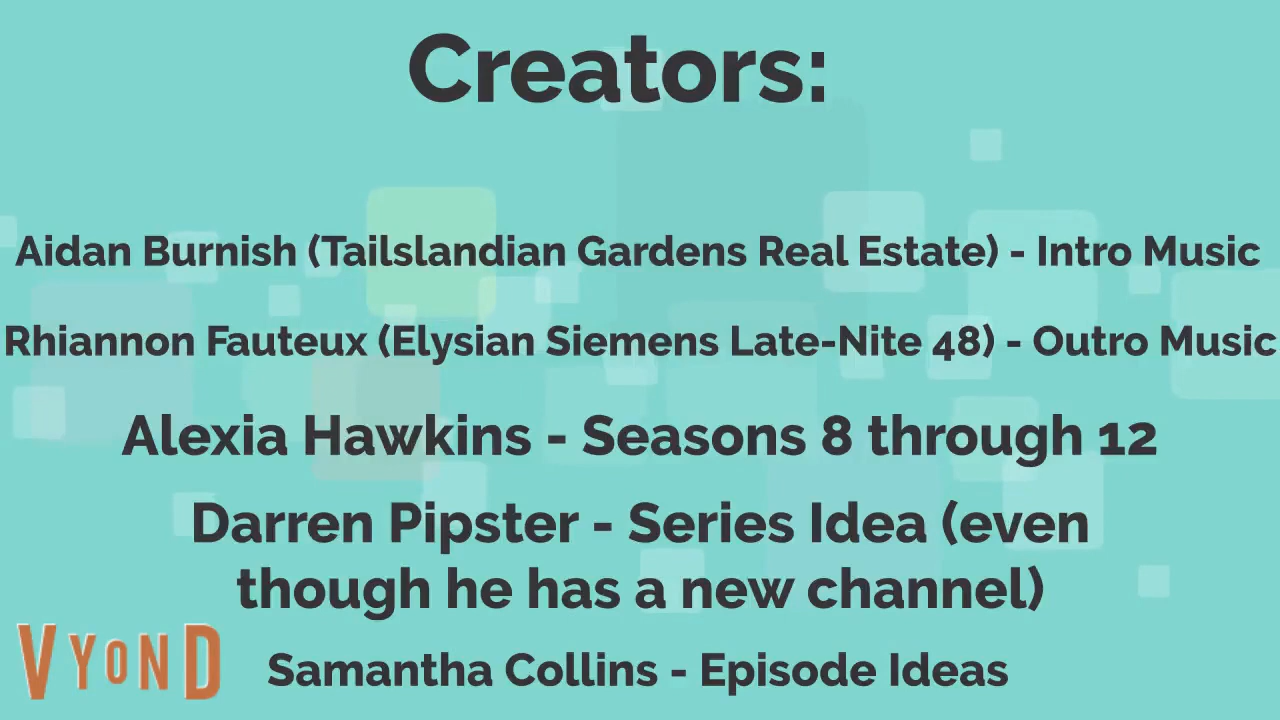 Creators:
Aidan Burnish (Tailslandian Gardens Real Estate) - Intro Music
Rhiannon Fauteux (Elysian Siemens Late-Nite 48) - Outro Music
Alexia Hawkins - Seasons 8 through 12
Darren Pipster - Series Idea (even
though he has a new channel)
Samantha Collins - Episode Ideas
VYOND